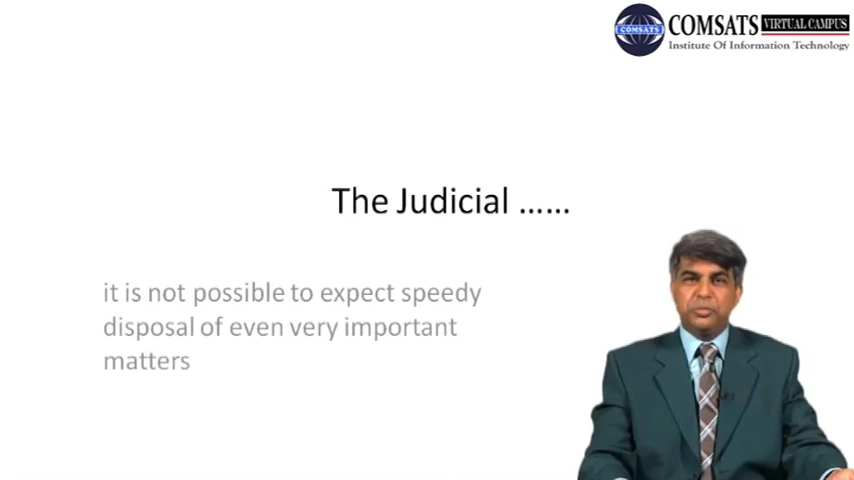 COMSATS VIRTUAL CAMPUS
COMSATS
Institute Of Information Technology
The Judicial ......
it is not possible to expect speedy
disposal of even very important
matters